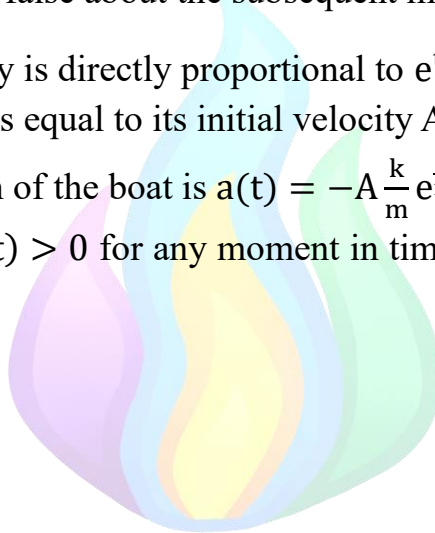 false about the subsequent m
y is directly proportional to e
s equal to its initial velocity A
n of the boat is a(t) = −A k/m e
t) > 0 for any moment in tim